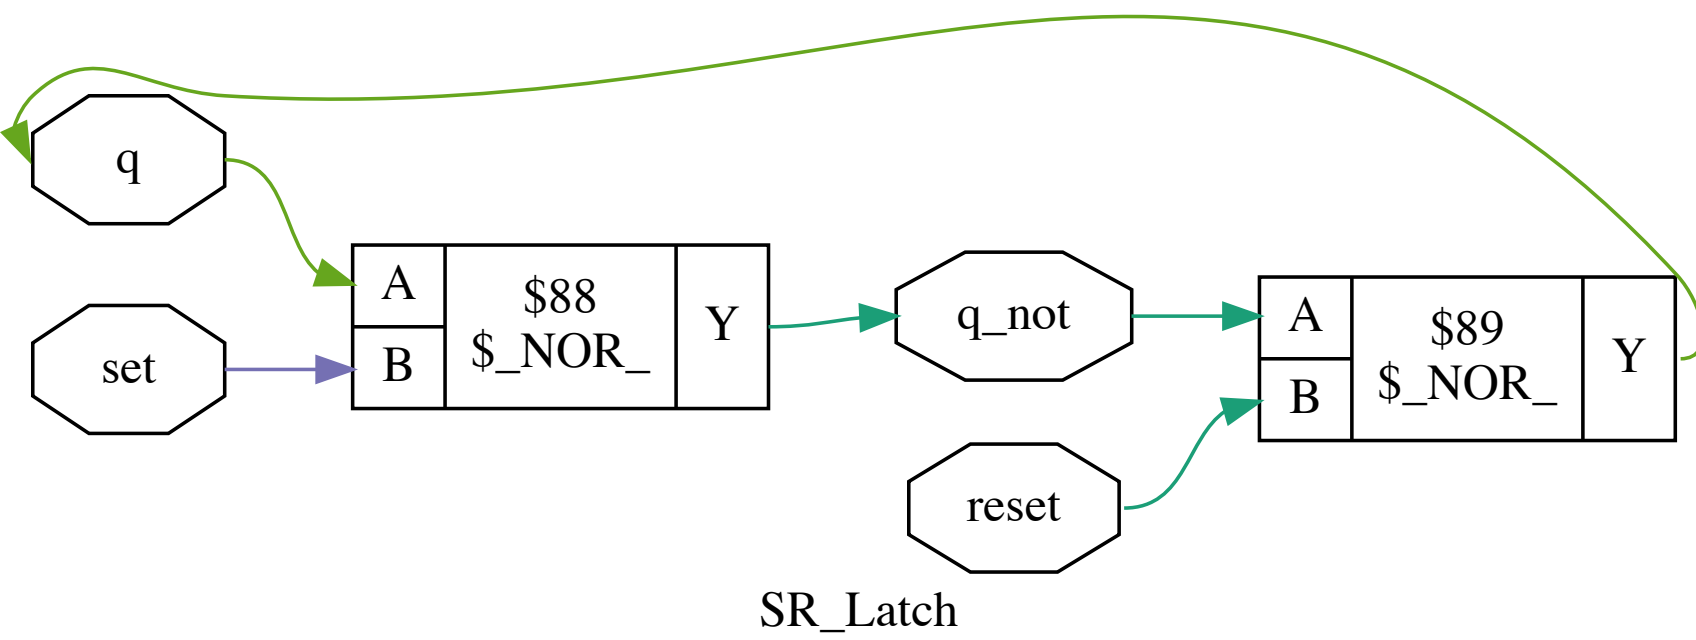 q
set
A
B
$88
$_NOR_
Y
q_not
reset
A
B
$89
$_NOR_
Y
SR_Latch